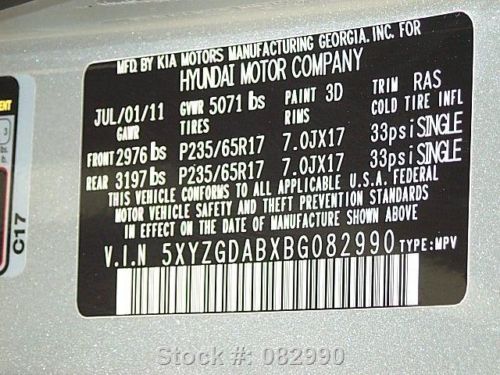 MFD. BY KIA MOTORS MANUFACTURING GEORGIA. INC. FOR
HYUNDAI MOTOR COMPANY
JUL/01/11 GVWR 5071 lbs PAINT 3D TRIM RAS
GAWR TIRES RIMS COLD TIRE INFL
FRONT 2976 lbs P235/65R17 7.0JX17 33psi SINGLE
REAR 3197 lbs P235/65R17 7.0JX17 33psi SINGLE
THIS VEHICLE CONFORMS TO ALL APPLICABLE U.S.A. FEDERAL
MOTOR VEHICLE SAFETY AND THEFT PREVENTION STANDARDS
IN EFFECT ON THE DATE OF MANUFACTURE SHOWN ABOVE
V.I.N 5XYZGDABXBG082990 TYPE:MPV
C17
Stock #: 082990